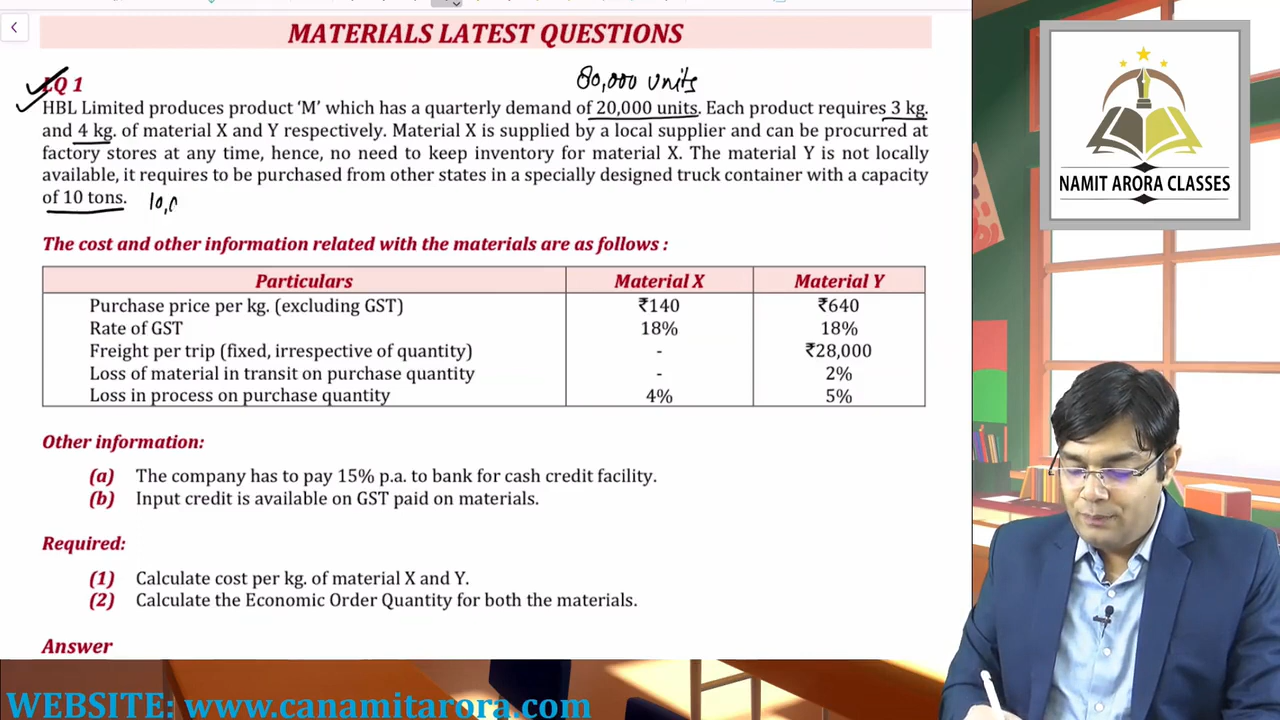 MATERIALS LATEST QUESTIONS
80,000 units
LQ 1
HBL Limited produces product ‘M’ which has a quarterly demand of 20,000 units. Each product requires 3 kg.
and 4 kg. of material X and Y respectively. Material X is supplied by a local supplier and can be procurred at
factory stores at any time, hence, no need to keep inventory for material X. The material Y is not locally
available, it requires to be purchased from other states in a specially designed truck container with a capacity
of 10 tons. 10,0
The cost and other information related with the materials are as follows :
Particulars Material X Material Y
Purchase price per kg. (excluding GST) ₹140 ₹640
Rate of GST 18% 18%
Freight per trip (fixed, irrespective of quantity) - ₹28,000
Loss of material in transit on purchase quantity - 2%
Loss in process on purchase quantity 4% 5%
Other information:
(a) The company has to pay 15% p.a. to bank for cash credit facility.
(b) Input credit is available on GST paid on materials.
Required:
(1) Calculate cost per kg. of material X and Y.
(2) Calculate the Economic Order Quantity for both the materials.
Answer
NAMIT ARORA CLASSES
WEBSITE: www.canamitarora.com